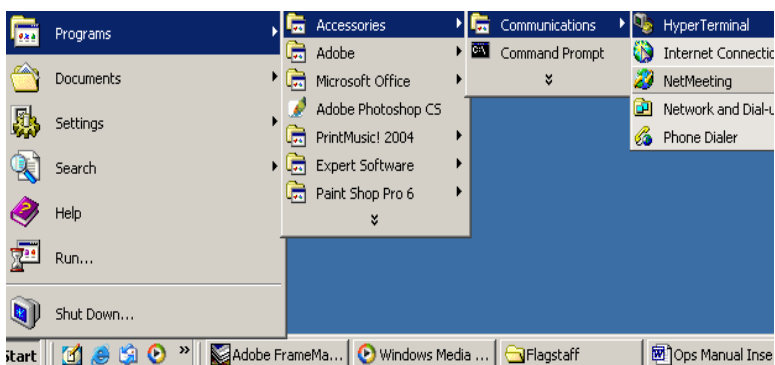 Programs
Documents
Settings
Search
Help
Run...
Shut Down...
Accessories
Adobe
Microsoft Office
Adobe Photoshop CS
PrintMusic! 2004
Expert Software
Paint Shop Pro 6
Communications
Command Prompt
HyperTerminal
Internet Connectio
NetMeeting
Network and Dial-u
Phone Dialer
Start
Adobe FrameMa...
Windows Media ...
Flagstaff
Ops Manual Inse